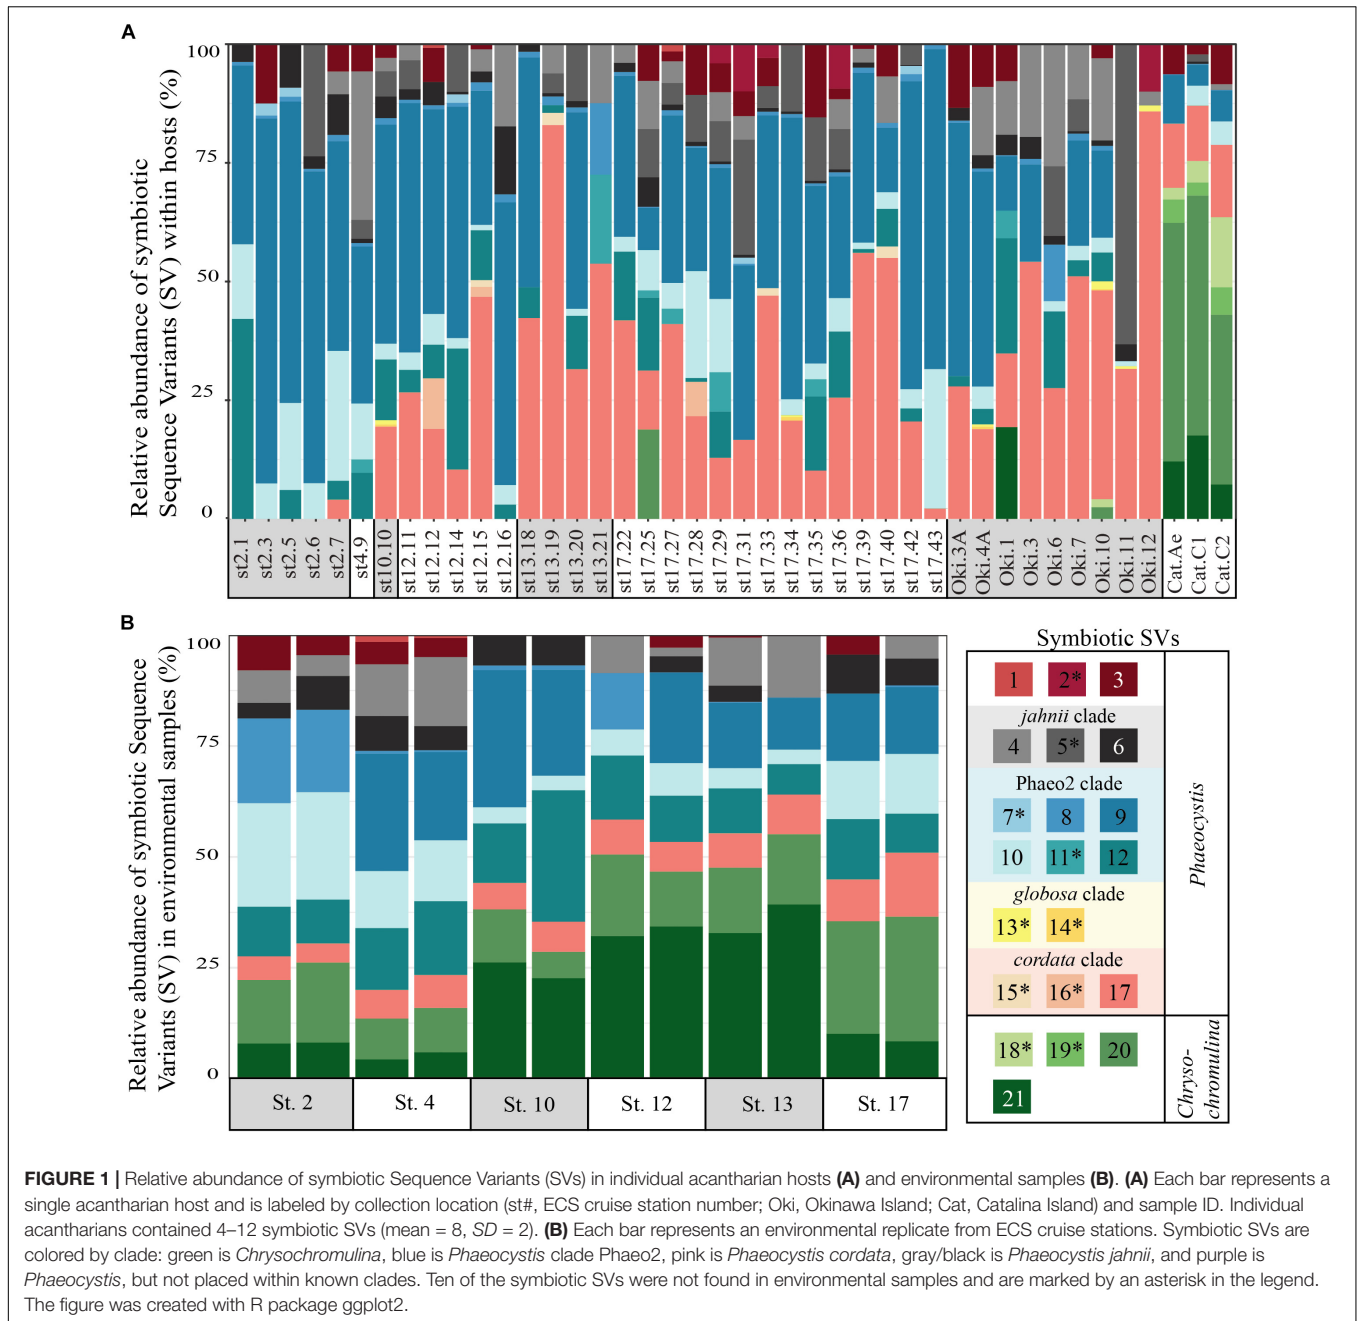 A
Relative abundance of symbiotic
Sequence Variants (SV) within hosts (%)
100
75
50
25
0
st2.1
st2.3
st2.5
st2.6
st2.7
st4.9
st10.10
st12.11
st12.12
st12.14
st12.15
st12.16
st13.18
st13.19
st13.20
st13.21
st17.22
st17.25
st17.27
st17.28
st17.29
st17.31
st17.33
st17.34
st17.35
st17.36
st17.39
st17.40
st17.42
st17.43
Oki.3A
Oki.4A
Oki.1
Oki.3
Oki.6
Oki.7
Oki.10
Oki.11
Oki.12
Cat.Ae
Cat.C1
Cat.C2
B
Relative abundance of symbiotic Sequence
Variants (SV) in environmental samples (%)
100
75
50
25
0
St. 2
St. 4
St. 10
St. 12
St. 13
St. 17
Symbiotic SVs
1 2* 3
jahnii clade
4 5* 6
Phaeo2 clade
7* 8 9
10 11* 12
globosa clade
13* 14*
cordata clade
15* 16* 17
Phaeocystis
18* 19* 20
21
Chryso-
chromulina
FIGURE 1 | Relative abundance of symbiotic Sequence Variants (SVs) in individual acantharian hosts (A) and environmental samples (B). (A) Each bar represents a
single acantharian host and is labeled by collection location (st#, ECS cruise station number; Oki, Okinawa Island; Cat, Catalina Island) and sample ID. Individual
acantharians contained 4–12 symbiotic SVs (mean = 8, SD = 2). (B) Each bar represents an environmental replicate from ECS cruise stations. Symbiotic SVs are
colored by clade: green is Chrysochromulina, blue is Phaeocystis clade Phaeo2, pink is Phaeocystis cordata, gray/black is Phaeocystis jahnii, and purple is
Phaeocystis, but not placed within known clades. Ten of the symbiotic SVs were not found in environmental samples and are marked by an asterisk in the legend.
The figure was created with R package ggplot2.